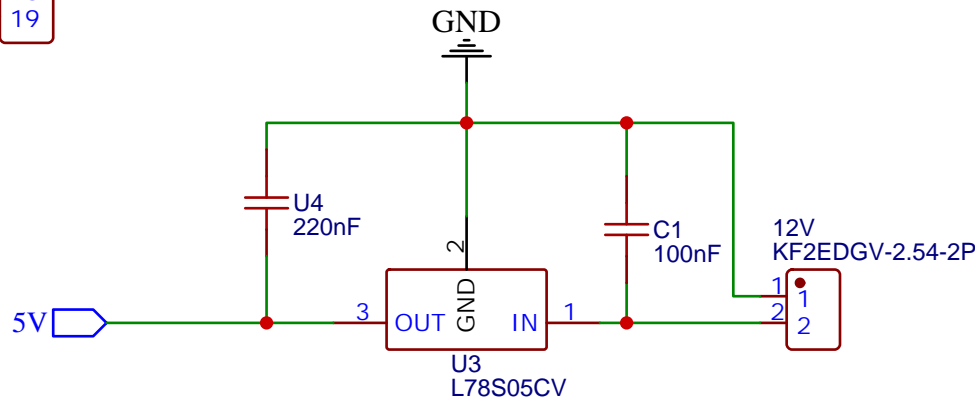 19
GND
U4
220nF
C1
100nF
12V
KF2EDGV-2.54-2P
2
1
1
2
2
5V
3
OUT
GND
IN
1
U3
L78S05CV